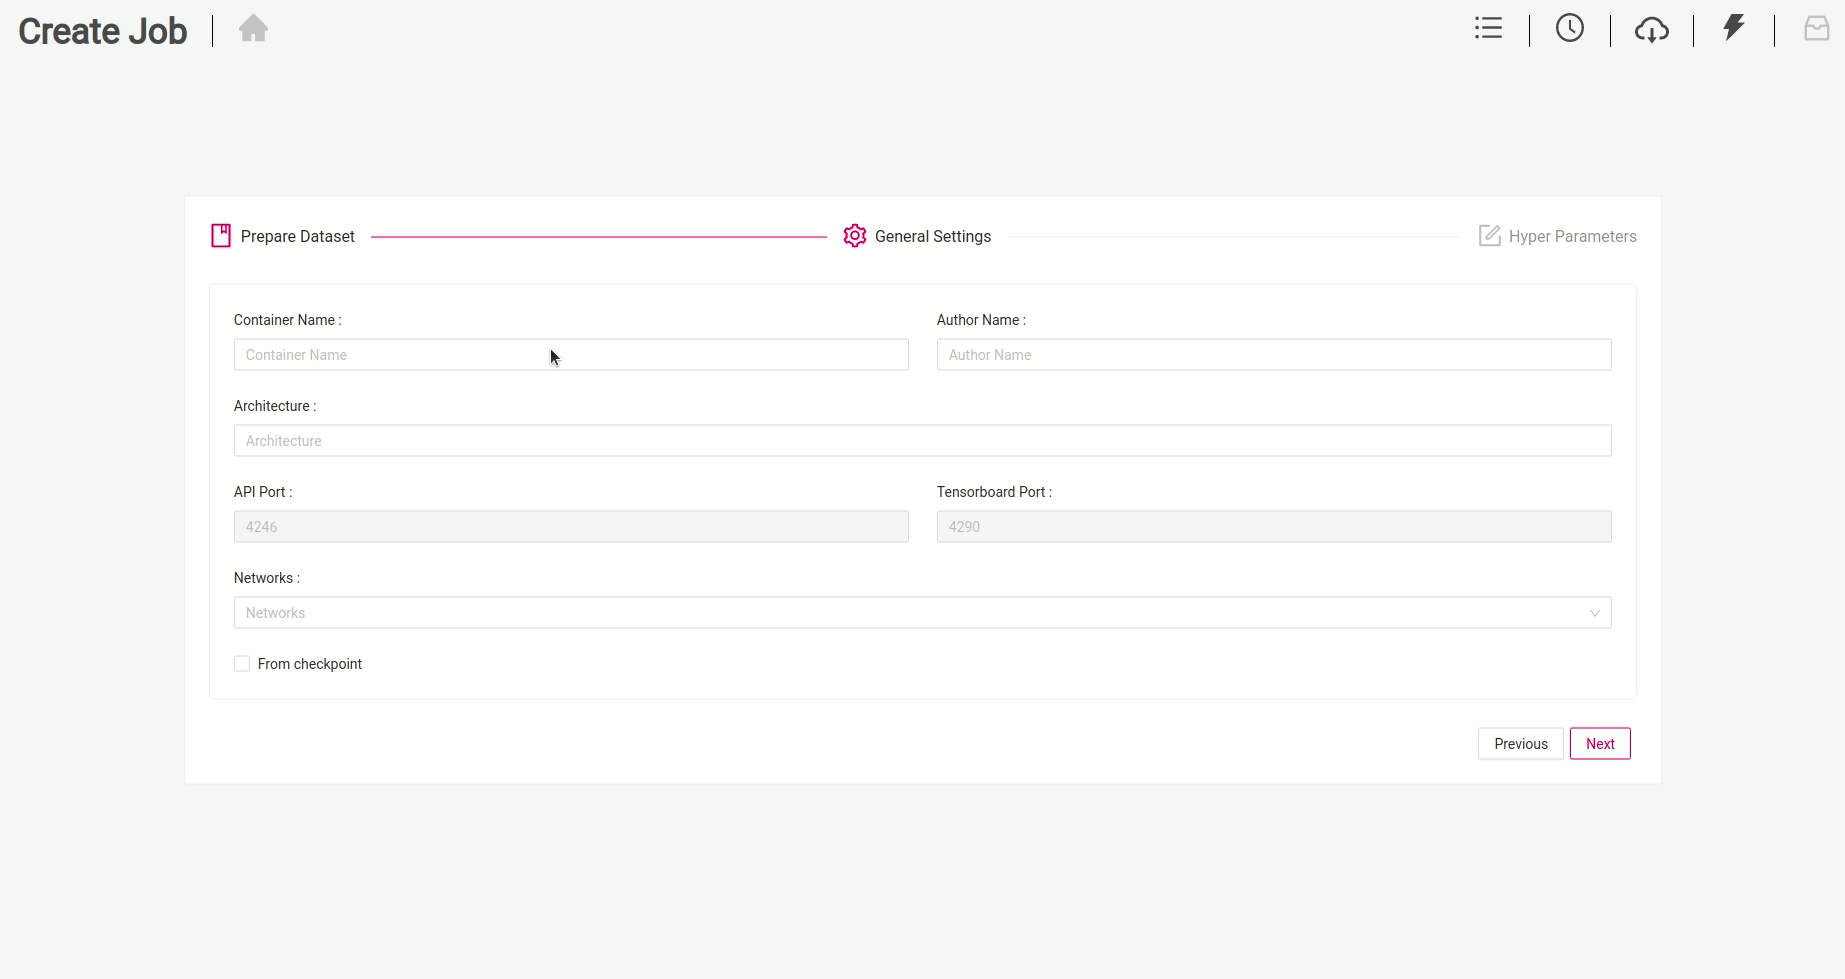 Create Job
Prepare Dataset
General Settings
Hyper Parameters
Container Name :
Author Name :
Container Name
Author Name
Architecture :
Architecture
API Port :
Tensorboard Port :
4246
4290
Networks :
Networks
From checkpoint
Previous
Next